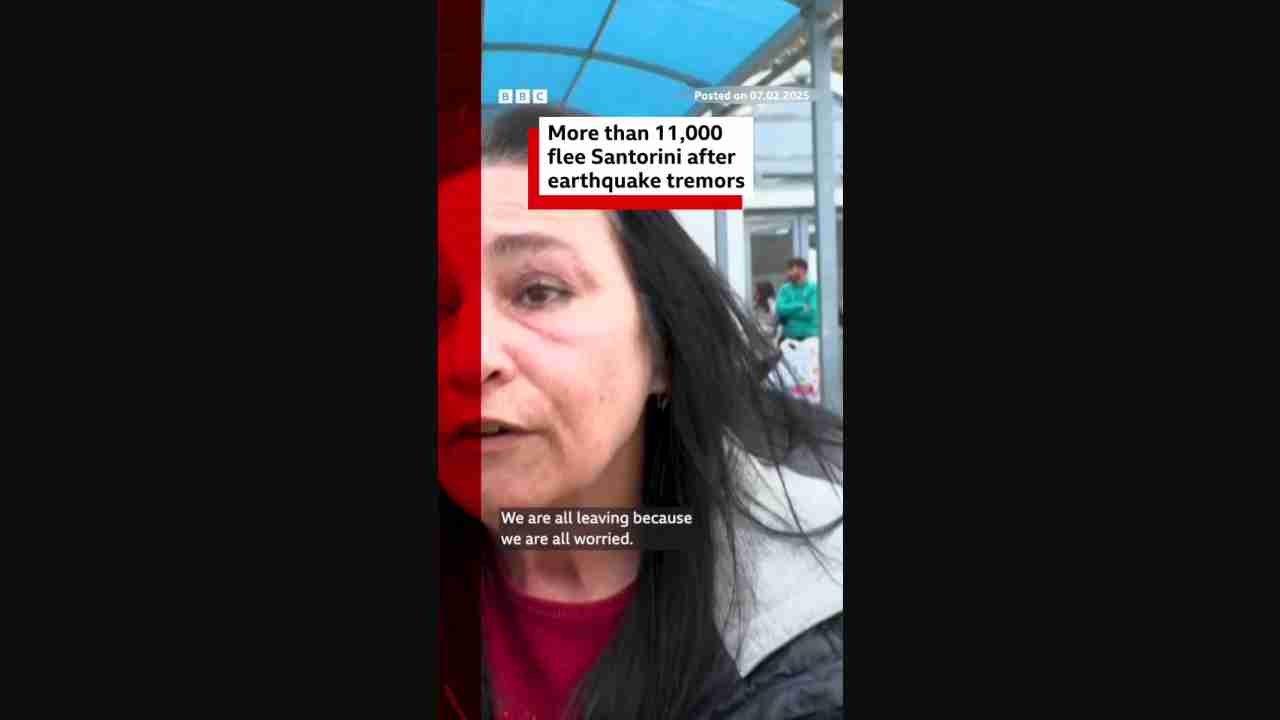 BBC
Posted on 07.02.2025
More than 11,000
flee Santorini after
earthquake tremors
We are all leaving because
we are all worried.